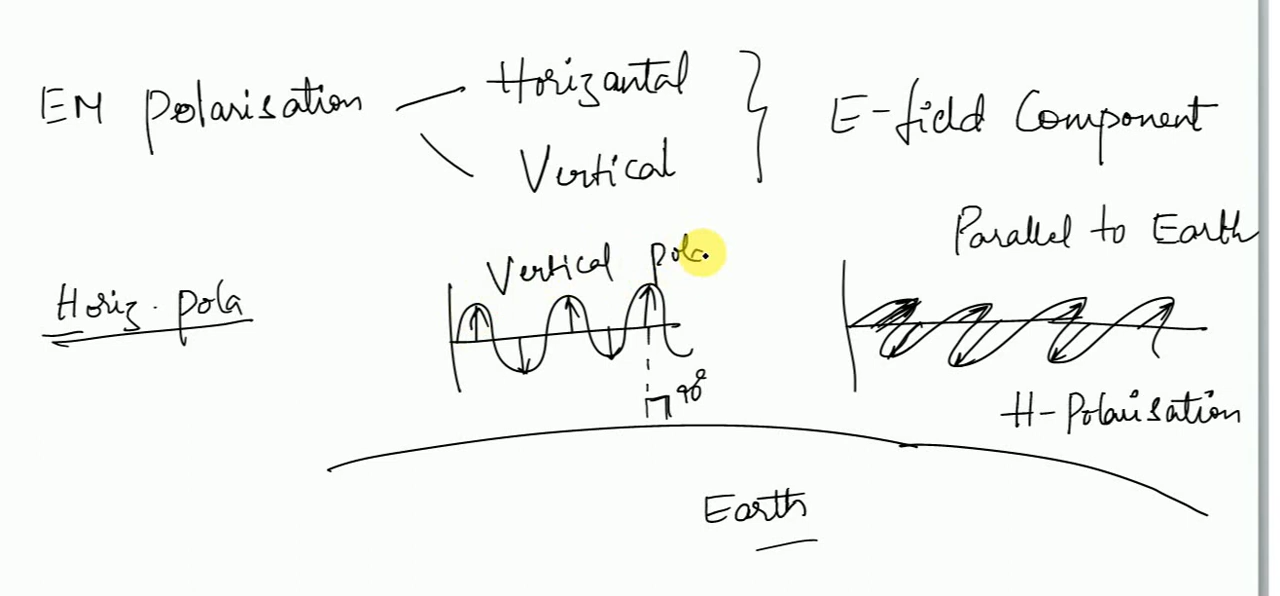 EM Polarisation
Horizantal
Vertical
E-field Component
Parallel to Earth
Vertical pola.
Horiz. pola
90°
H-Polarisation
Earth